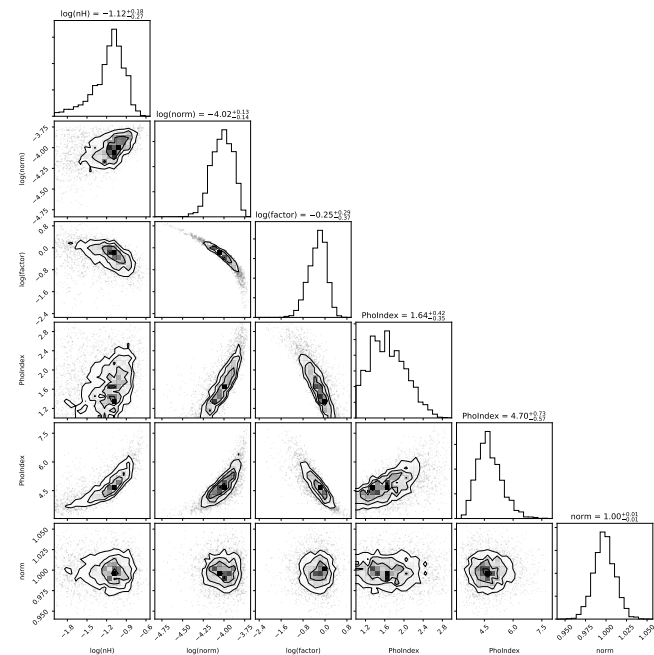 log(nH) = −1.12+0.18−0.27
log(norm) = −4.02+0.13−0.14
−3.75
−4.00
−4.25
−4.50
−4.75
log(norm)
log(factor) = −0.25+0.29−0.37
0.8
0.0
−0.8
−1.6
−2.4
log(factor)
PhoIndex = 1.64+0.42−0.35
2.8
2.4
2.0
1.6
1.2
PhoIndex
PhoIndex = 4.70+0.73−0.57
7.5
6.0
4.5
PhoIndex
norm = 1.00+0.01−0.01
1.050
1.025
1.000
0.975
0.950
norm
−1.8 −1.5 −1.2 −0.9 −0.6
−4.75 −4.50 −4.25 −4.00 −3.75
−2.4 −1.6 −0.8 0.0 0.8
1.2 1.6 2.0 2.4 2.8
4.5 6.0 7.5
0.950 0.975 1.000 1.025 1.050
log(nH) log(norm) log(factor) PhoIndex PhoIndex norm